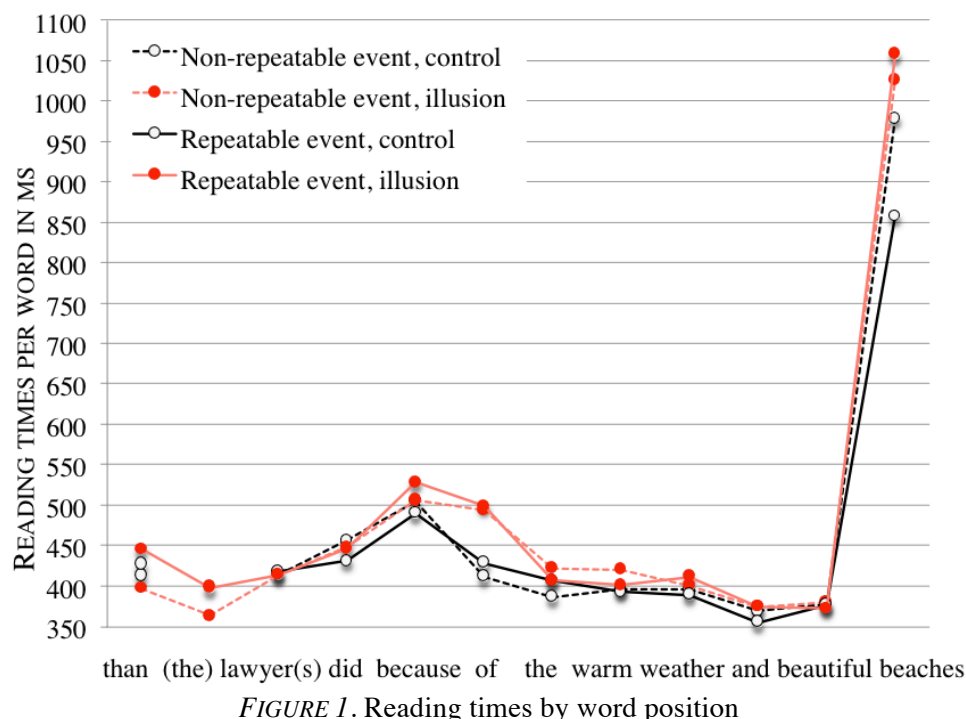 1100
1050
1000
950
900
850
800
750
700
650
600
550
500
450
400
350
READING TIMES PER WORD IN MS
Non-repeatable event, control
Non-repeatable event, illusion
Repeatable event, control
Repeatable event, illusion
than (the) lawyer(s) did because of the warm weather and beautiful beaches
FIGURE 1. Reading times by word position